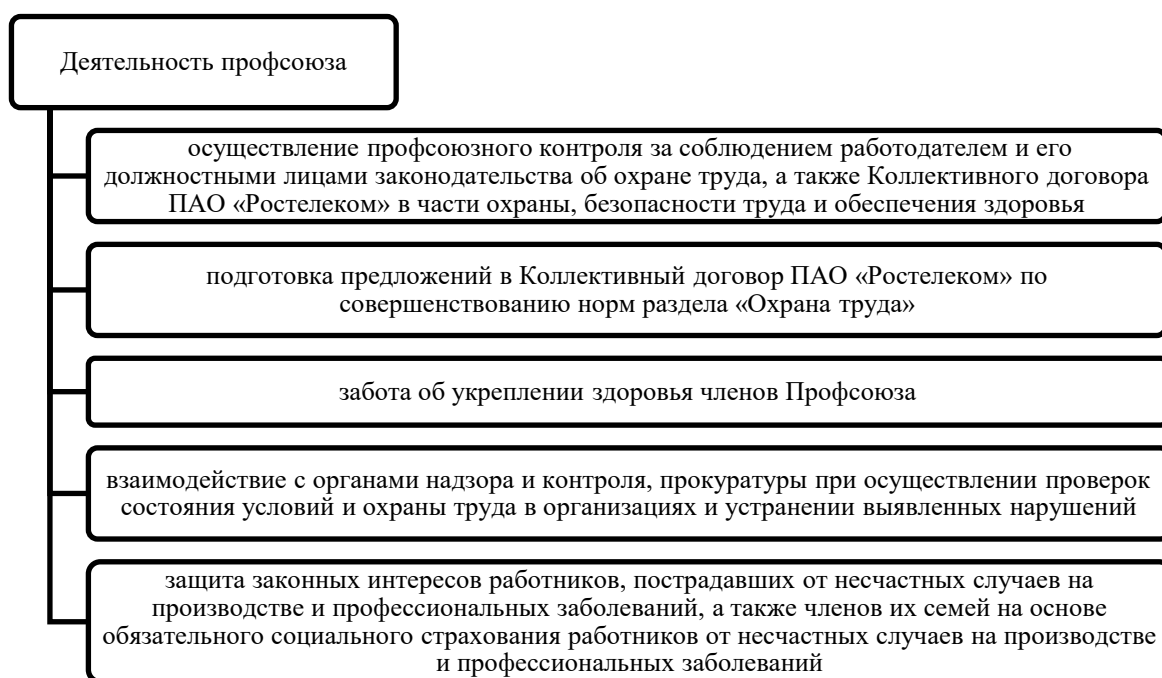 Деятельность профсоюза
осуществление профсоюзного контроля за соблюдением работодателем и его
должностными лицами законодательства об охране труда, а также Коллективного договора
ПАО «Ростелеком» в части охраны, безопасности труда и обеспечения здоровья
подготовка предложений в Коллективный договор ПАО «Ростелеком» по
совершенствованию норм раздела «Охрана труда»
забота об укреплении здоровья членов Профсоюза
взаимодействие с органами надзора и контроля, прокуратуры при осуществлении проверок
состояния условий и охраны труда в организациях и устранении выявленных нарушений
защита законных интересов работников, пострадавших от несчастных случаев на
производстве и профессиональных заболеваний, а также членов их семей на основе
обязательного социального страхования работников от несчастных случаев на производстве
и профессиональных заболеваний